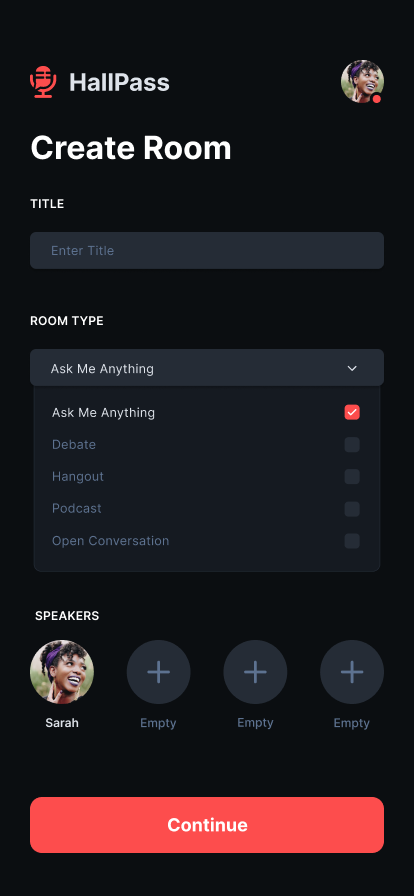 HallPass
Create Room
TITLE
Enter Title
ROOM TYPE
Ask Me Anything
Ask Me Anything
Debate
Hangout
Podcast
Open Conversation
SPEAKERS
Sarah Empty Empty Empty
Continue